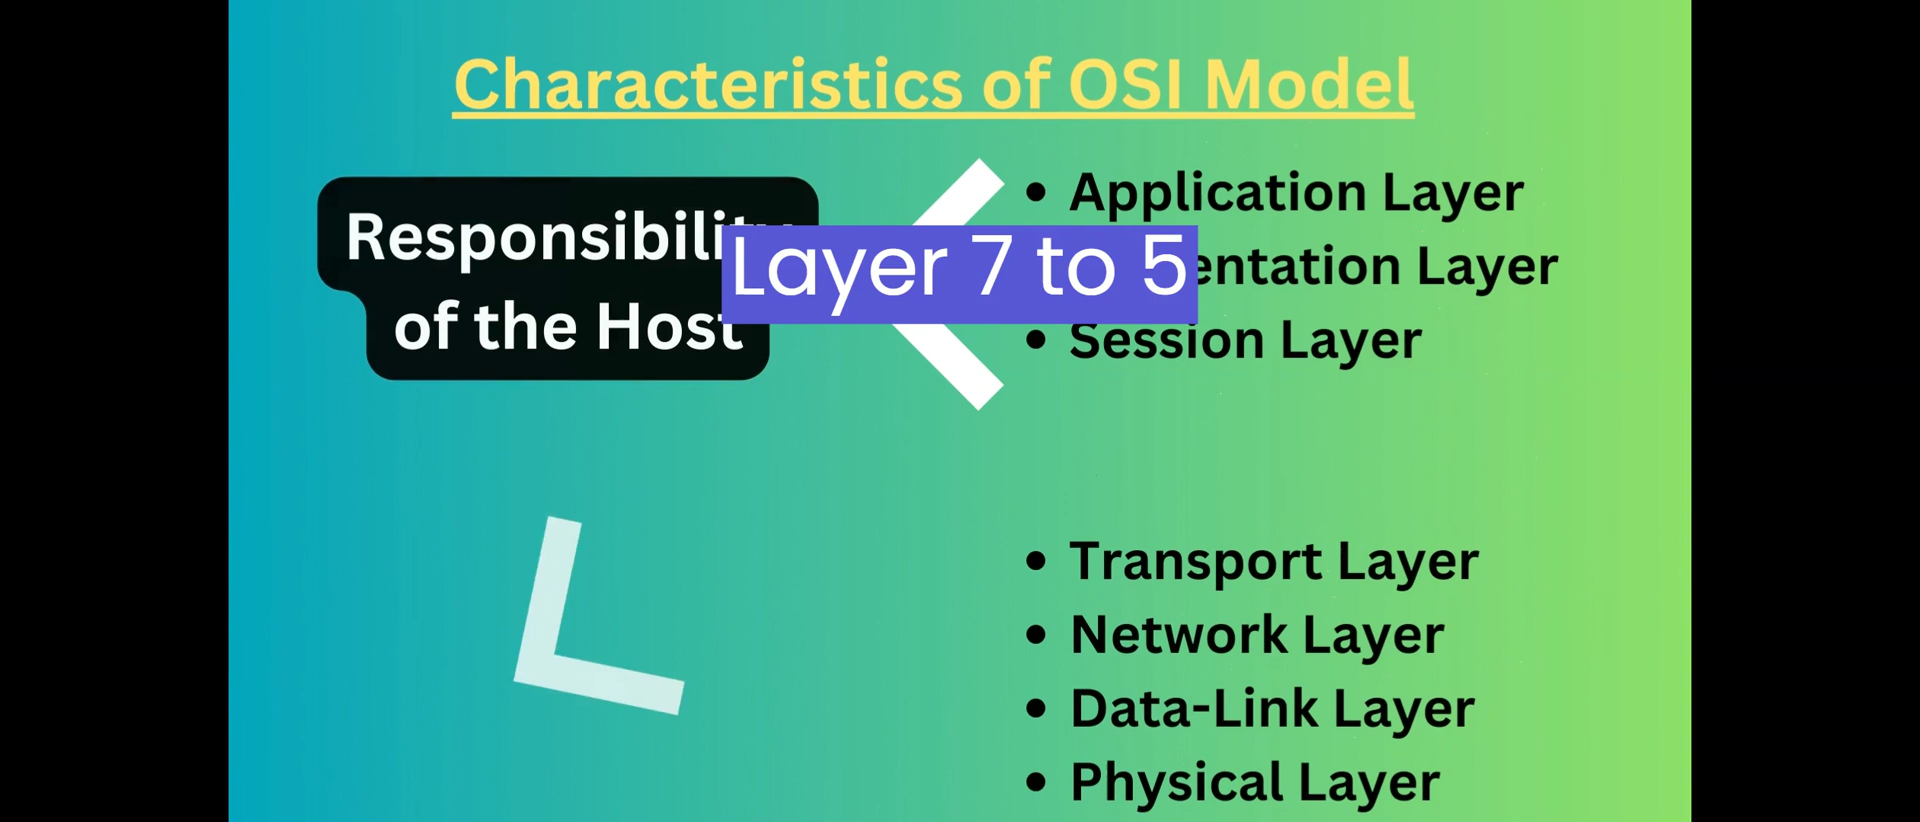 Characteristics of OSI Model
Responsibility
of the Host
Layer 7 to 5
• Application Layer
entation Layer
• Session Layer
• Transport Layer
• Network Layer
• Data-Link Layer
• Physical Layer